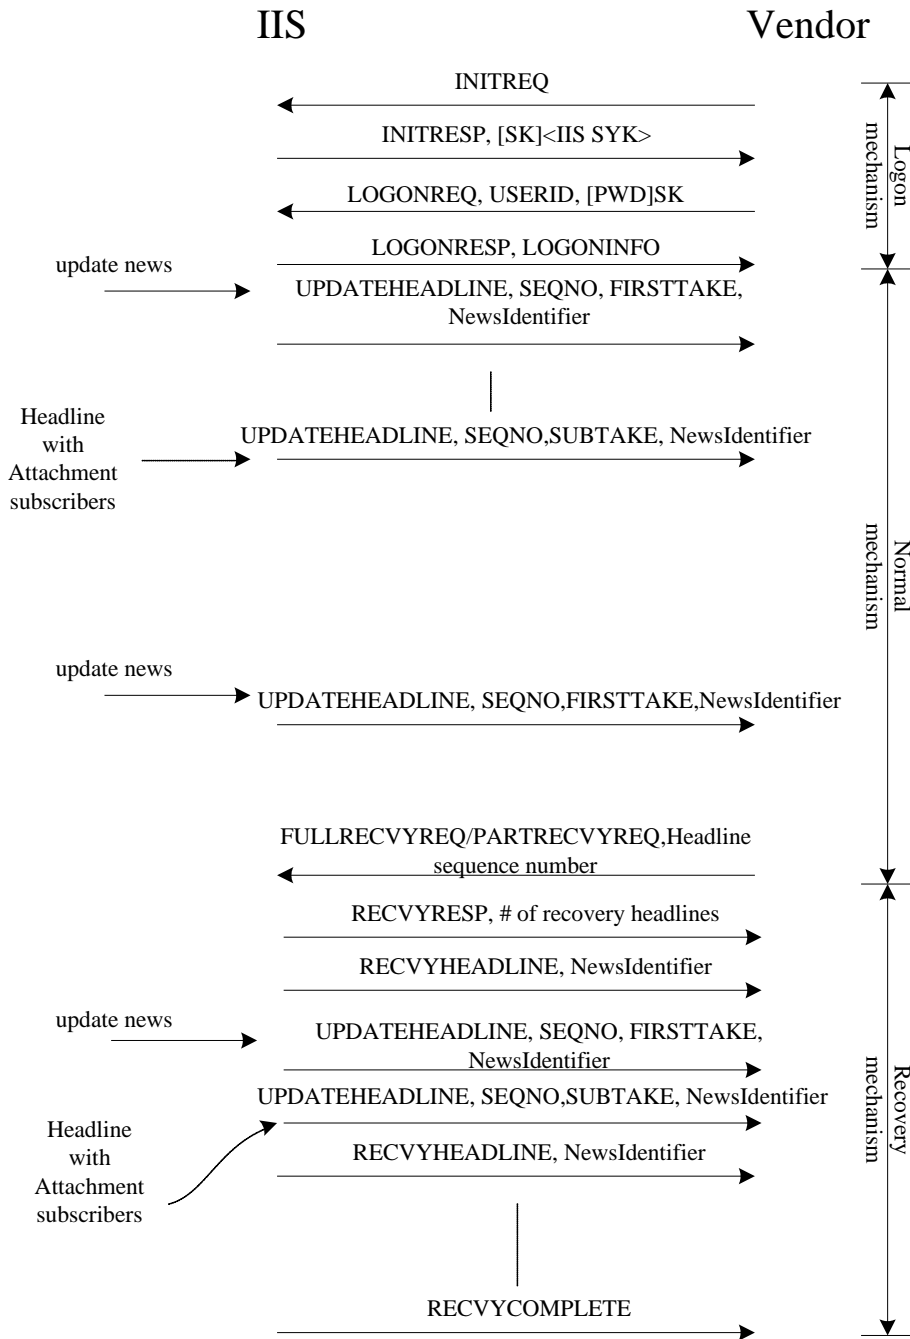 IIS
Vendor
INITREQ
INITRESP, [SK]<IIS SYK>
LOGONREQ, USERID, [PWD]SK
LOGONRESP, LOGONINFO
Logon
mechanism
update news
UPDATEHEADLINE, SEQNO, FIRSTTAKE,
NewsIdentifier
Headline
with
Attachment
subscribers
UPDATEHEADLINE, SEQNO,SUBTAKE, NewsIdentifier
Normal
mechanism
update news
UPDATEHEADLINE, SEQNO,FIRSTTAKE,NewsIdentifier
FULLRECVYREQ/PARTRECVYREQ,Headline
sequence number
RECVYRESP, # of recovery headlines
RECVYHEADLINE, NewsIdentifier
update news
UPDATEHEADLINE, SEQNO, FIRSTTAKE,
NewsIdentifier
UPDATEHEADLINE, SEQNO,SUBTAKE, NewsIdentifier
Headline
with
Attachment
subscribers
RECVYHEADLINE, NewsIdentifier
Recovery
mechanism
RECVYCOMPLETE